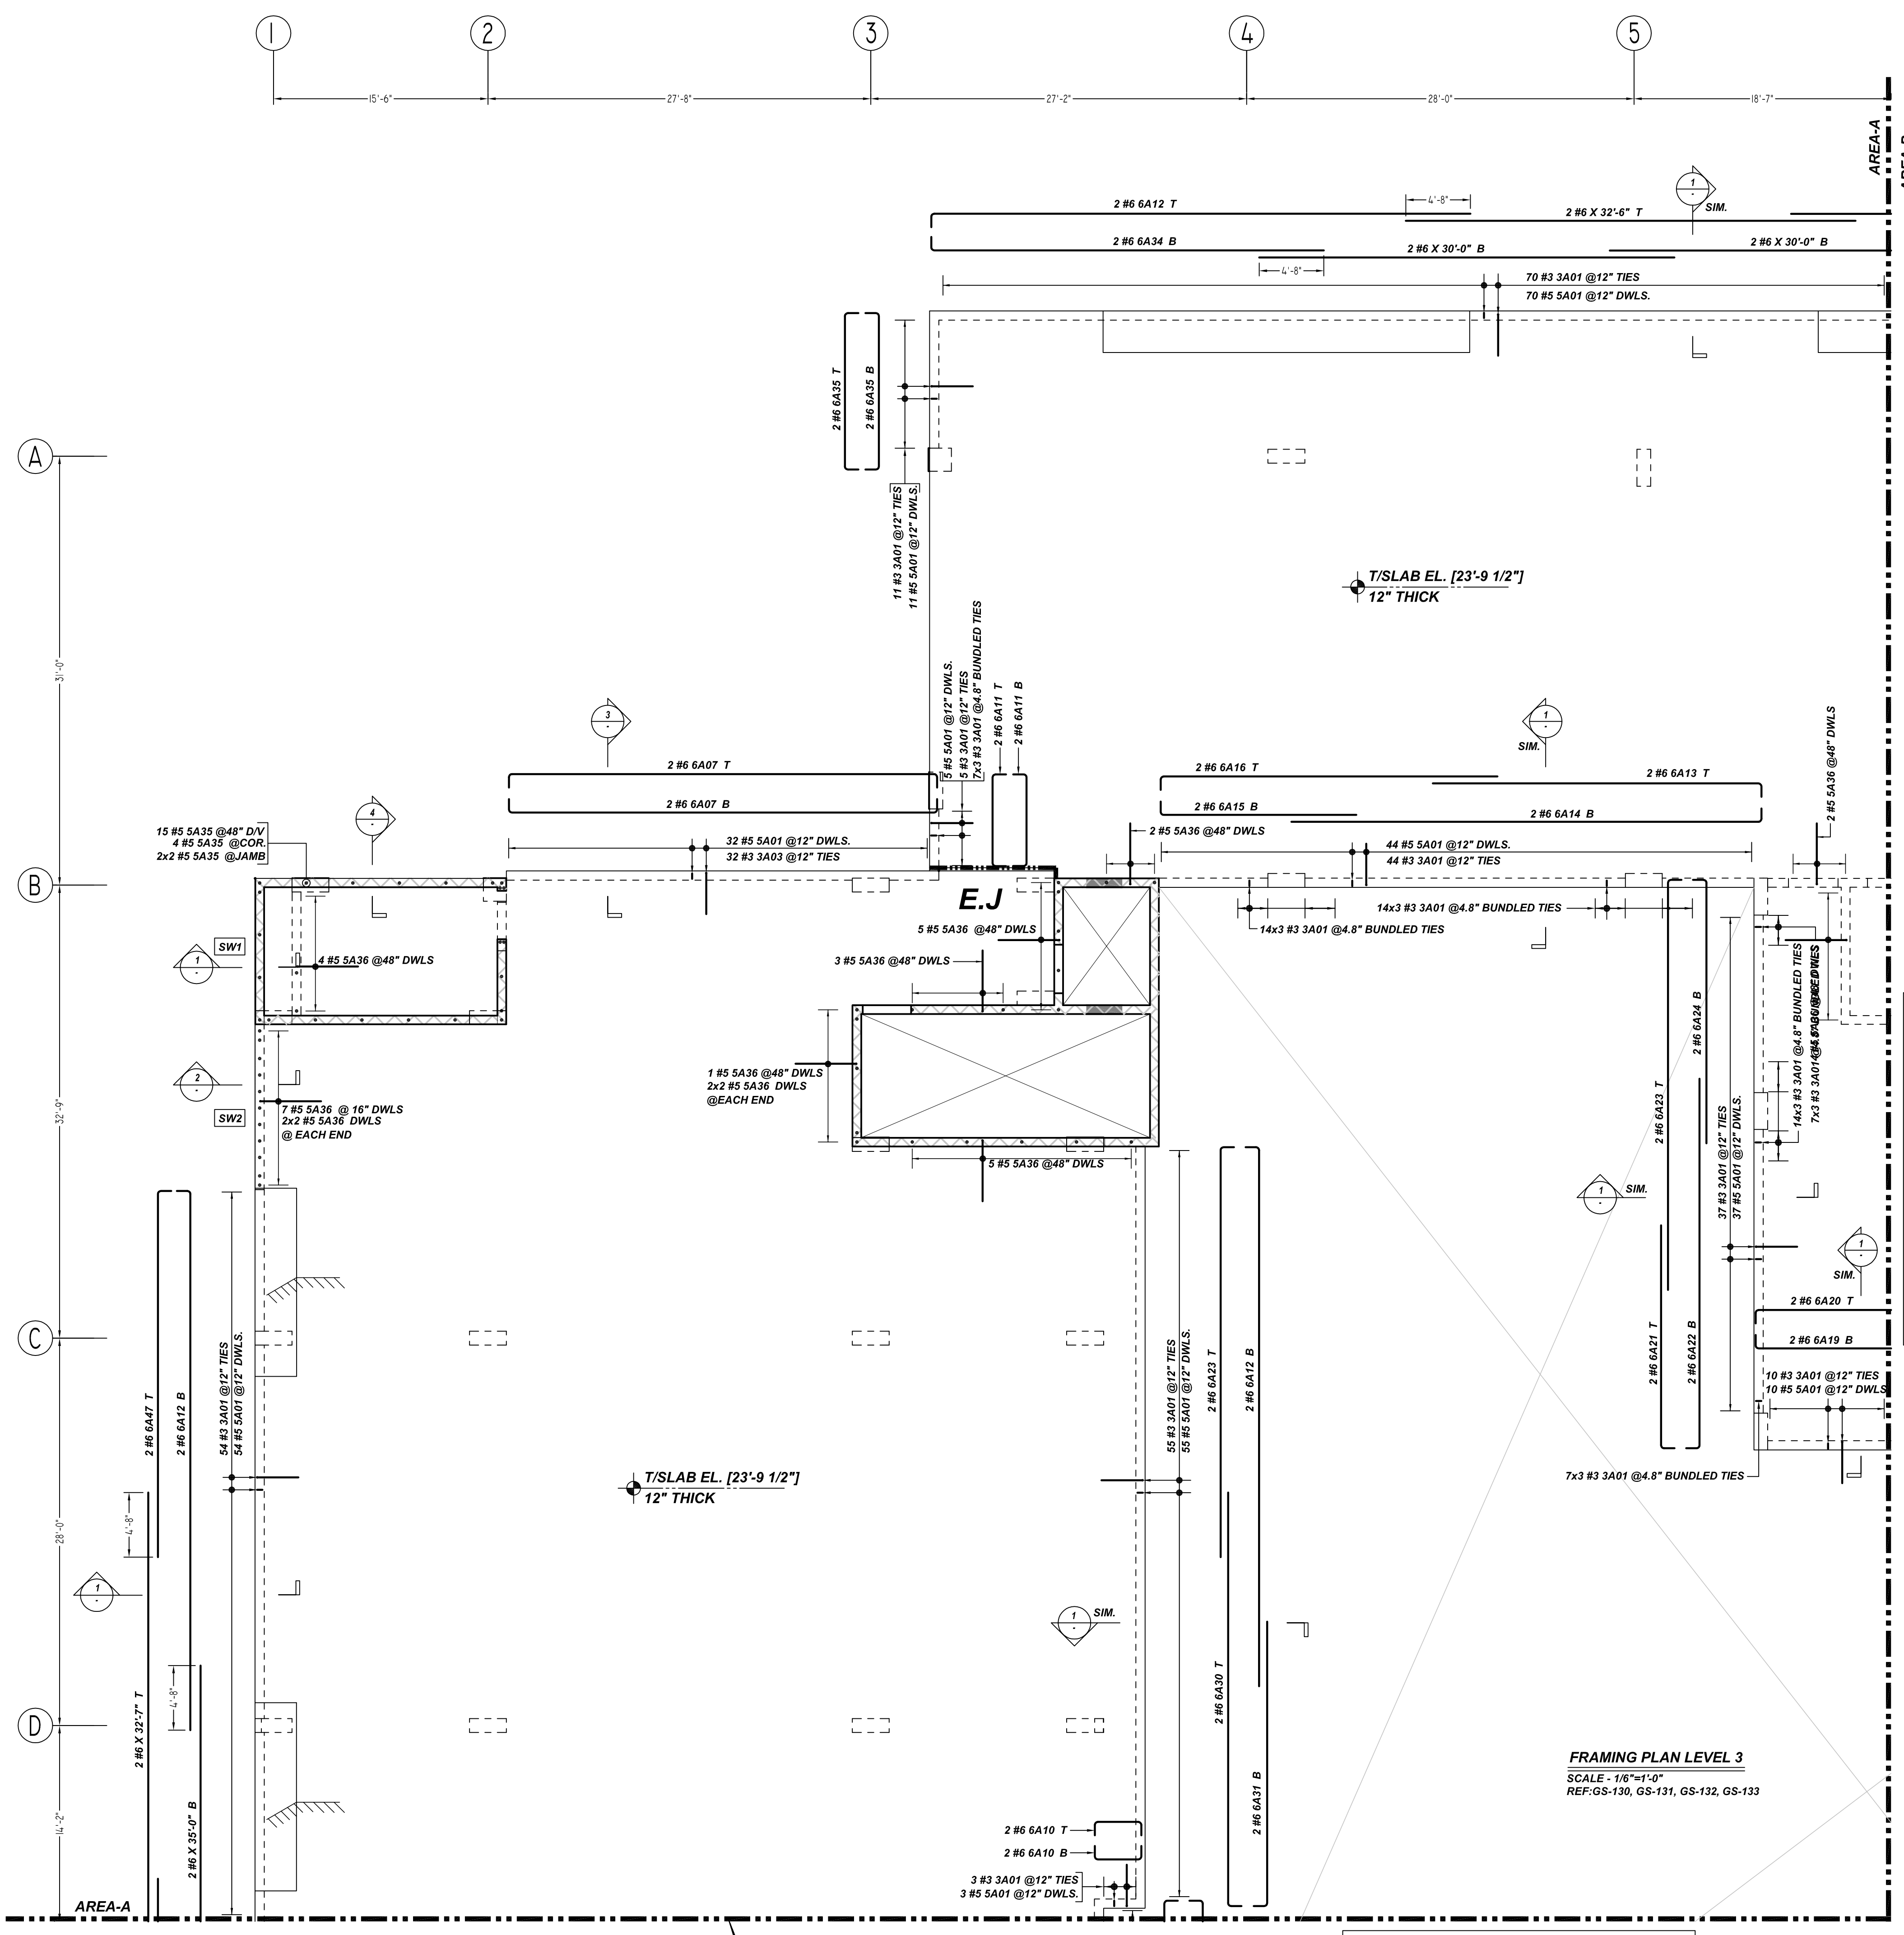 1
2
3
4
5
15'-6"
27'-8"
27'-2"
28'-0"
18'-7"
AREA-A
2 #6 6A12 T
4'-8"
2 #6 X 32'-6" T
1
-
SIM.
2 #6 6A34 B
2 #6 X 30'-0" B
2 #6 X 30'-0" B
4'-8"
70 #3 3A01 @12" TIES
70 #5 5A01 @12" DWLS.
2 #6 6A35 T
2 #6 6A35 B
A
11 #3 3A01 @12" TIES
11 #5 5A01 @12" DWLS.
T/SLAB EL. [23'-9 1/2"]
12" THICK
31'-0"
5 #5 5A01 @12" DWLS.
5 #3 3A01 @12" TIES
7x3 #3 3A01 @4.8" BUNDLED TIES
2 #6 6A11 T
2 #6 6A11 B
3
-
1
-
SIM.
2 #5 5A36 @48" DWLS
2 #6 6A07 T
2 #6 6A07 B
2 #6 6A16 T
2 #6 6A13 T
2 #6 6A15 B
2 #6 6A14 B
4
-
15 #5 5A35 @48" D/V
4 #5 5A35 @COR.
2x2 #5 5A35 @JAMB
32 #5 5A01 @12" DWLS.
32 #3 3A03 @12" TIES
2 #5 5A36 @48" DWLS
44 #5 5A01 @12" DWLS.
44 #3 3A01 @12" TIES
B
E.J
14x3 #3 3A01 @4.8" BUNDLED TIES
14x3 #3 3A01 @4.8" BUNDLED TIES
5 #5 5A36 @48" DWLS
SW1
1
-
4 #5 5A36 @48" DWLS
3 #5 5A36 @48" DWLS
14x3 #3 3A01 @4.8" BUNDLED TIES
7x3 #3 3A01 @4.8" BUNDLED TIES
2 #6 6A24 B
2 #6 6A23 T
37 #3 3A01 @12" TIES
37 #5 5A01 @12" DWLS.
2
-
SW2
7 #5 5A36 @ 16" DWLS
2x2 #5 5A36 DWLS
@ EACH END
1 #5 5A36 @48" DWLS
2x2 #5 5A36 DWLS
@EACH END
5 #5 5A36 @48" DWLS
32'-9"
1
-
SIM.
1
-
SIM.
2 #6 6A20 T
2 #6 6A19 B
C
2 #6 6A21 T
2 #6 6A22 B
10 #3 3A01 @12" TIES
10 #5 5A01 @12" DWLS
2 #6 6A47 T
2 #6 6A12 B
54 #3 3A01 @12" TIES
54 #5 5A01 @12" DWLS.
55 #3 3A01 @12" TIES
55 #5 5A01 @12" DWLS.
2 #6 6A23 T
2 #6 6A12 B
7x3 #3 3A01 @4.8" BUNDLED TIES
T/SLAB EL. [23'-9 1/2"]
12" THICK
28'-0"
4'-8"
1
-
1
-
SIM.
4'-8"
2 #6 X 32'-7" T
2 #6 6A30 T
D
FRAMING PLAN LEVEL 3
SCALE - 1/6"=1'-0"
REF:GS-130, GS-131, GS-132, GS-133
14'-2"
2 #6 X 35'-0" B
2 #6 6A31 B
2 #6 6A10 T
2 #6 6A10 B
3 #3 3A01 @12" TIES
3 #5 5A01 @12" DWLS.
AREA-A